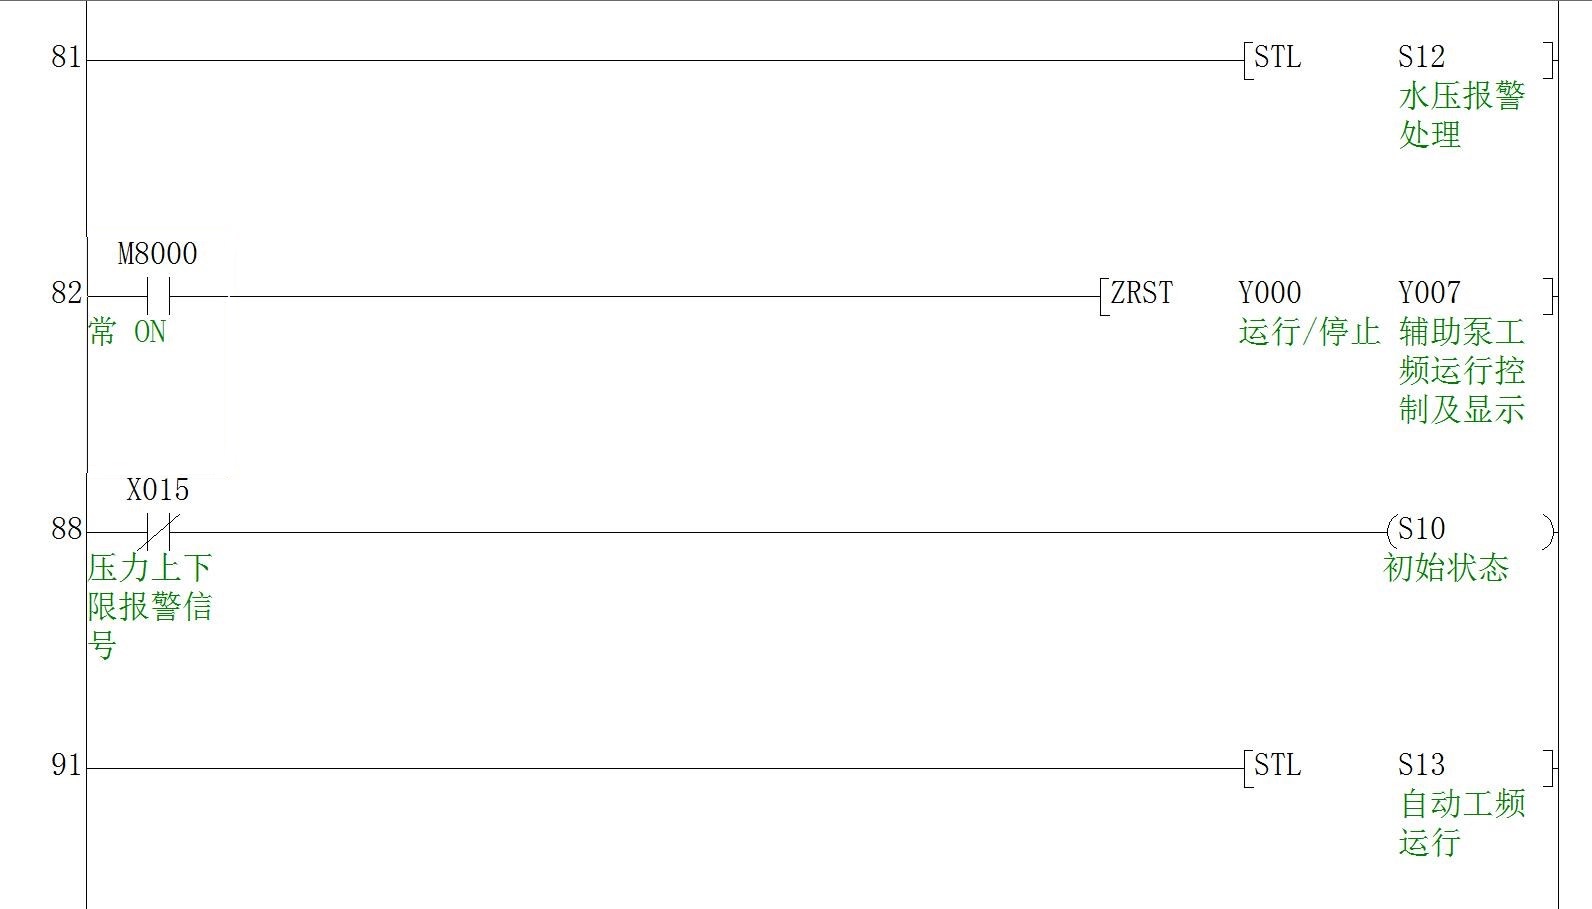 81 STL S12
水压报警
处理
M8000
82 ZRST Y000 Y007
常 ON 运行/停止 辅助泵工
频运行控
制及显示
X015
88 S10
压力上下 初始状态
限报警信
号
91 STL S13
自动工频
运行